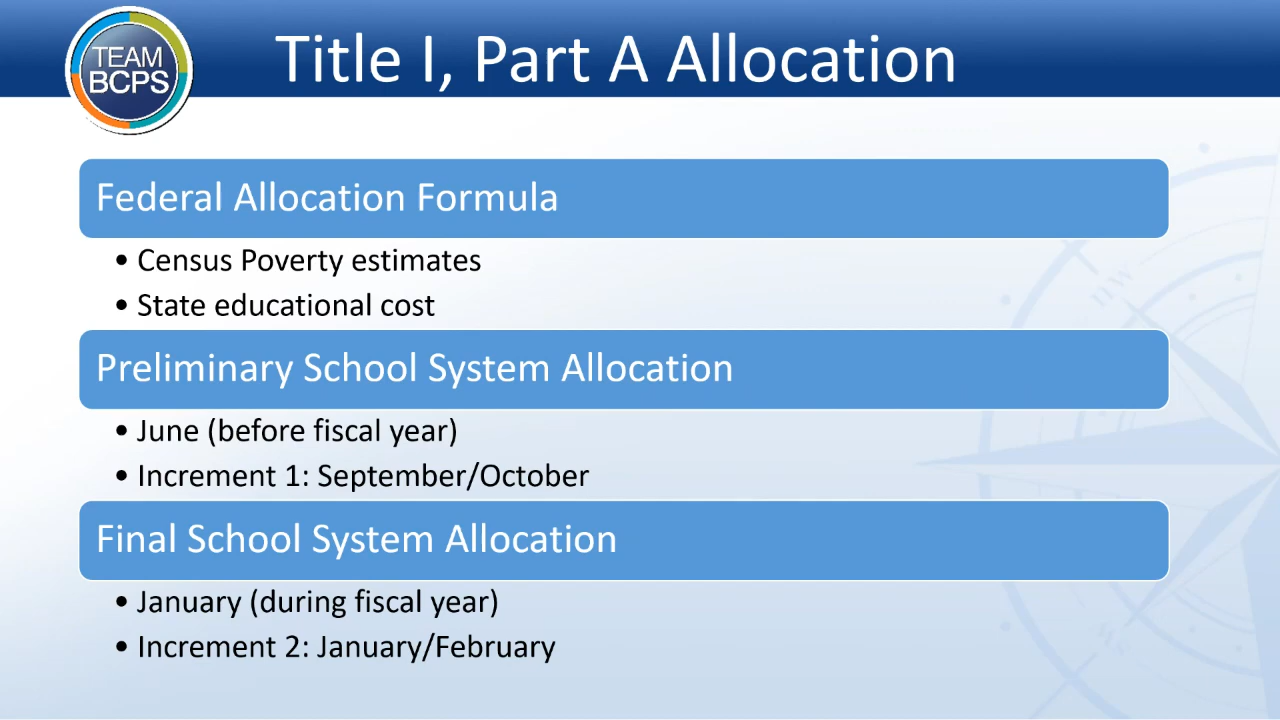 TEAM
BCPS
Title I, Part A Allocation
Federal Allocation Formula
• Census Poverty estimates
• State educational cost
Preliminary School System Allocation
• June (before fiscal year)
• Increment 1: September/October
Final School System Allocation
• January (during fiscal year)
• Increment 2: January/February